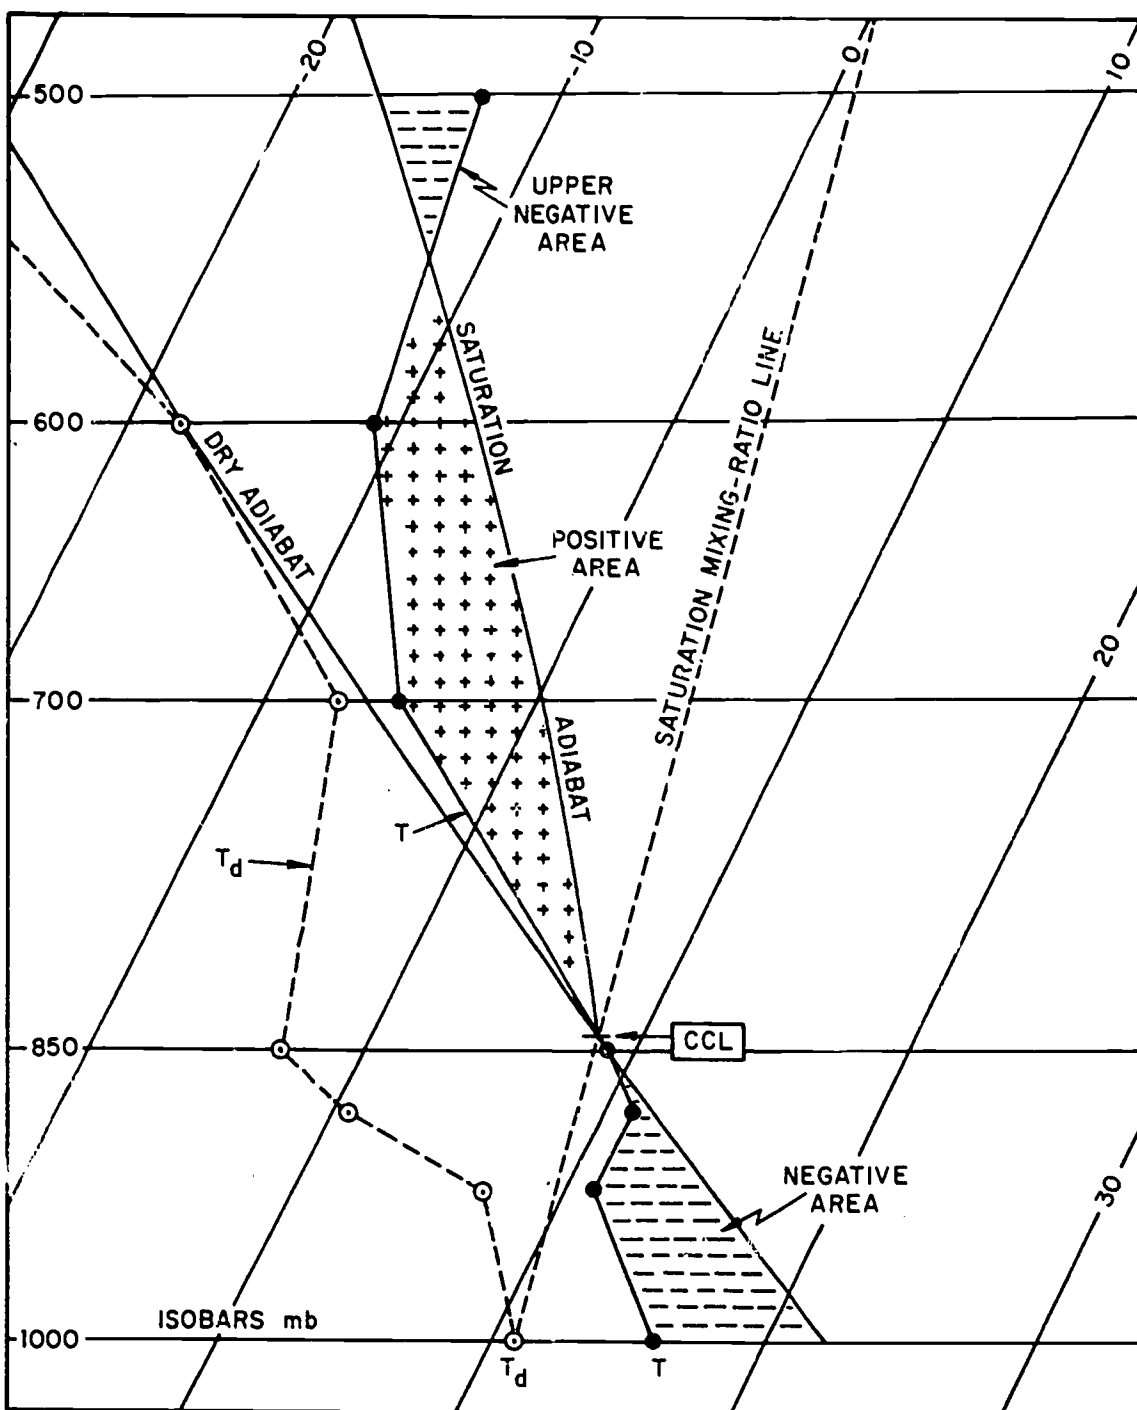 -20
-10
0
10
500
UPPER
NEGATIVE
AREA
SATURATION
600
DRY ADIABAT
POSITIVE
AREA
SATURATION MIXING-RATIO LINE
20
700
ADIABAT
T
Td
CCL
850
NEGATIVE
AREA
30
ISOBARS mb
1000
Td
T